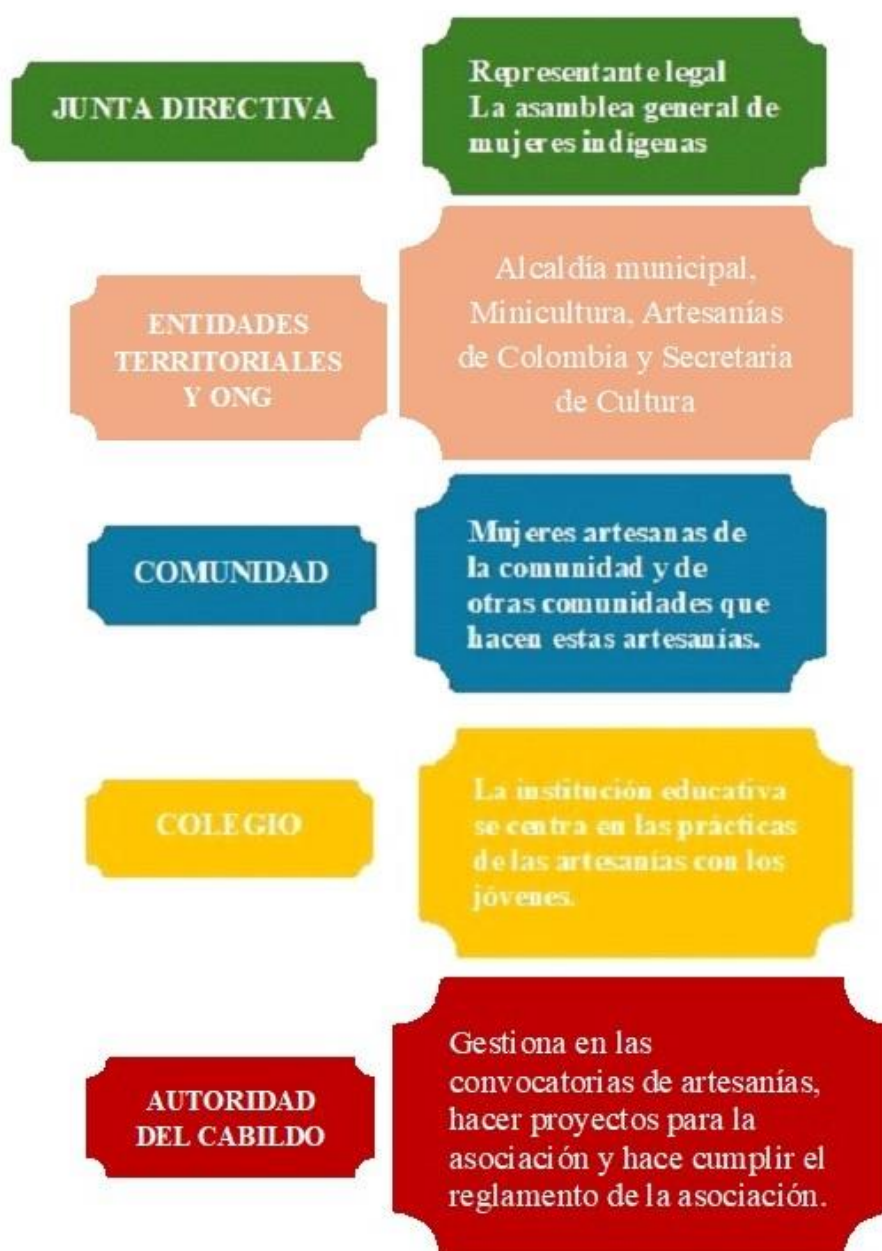 JUNTA DIRECTIVA
Representante legal
La asamblea general de
mujeres indígenas
ENTIDADES
TERRITORIALES
Y ONG
Alcaldía municipal,
Minicultura, Artesanías
de Colombia y Secretaria
de Cultura
COMUNIDAD
Mujeres artesanas de
la comunidad y de
otras comunidades que
hacen estas artesanías.
COLEGIO
La institución educativa
se centra en las prácticas
de las artesanías con los
jóvenes.
AUTORIDAD
DEL CABILDO
Gestiona en las
convocatorias de artesanías,
hacer proyectos para la
asociación y hace cumplir el
reglamento de la asociación.